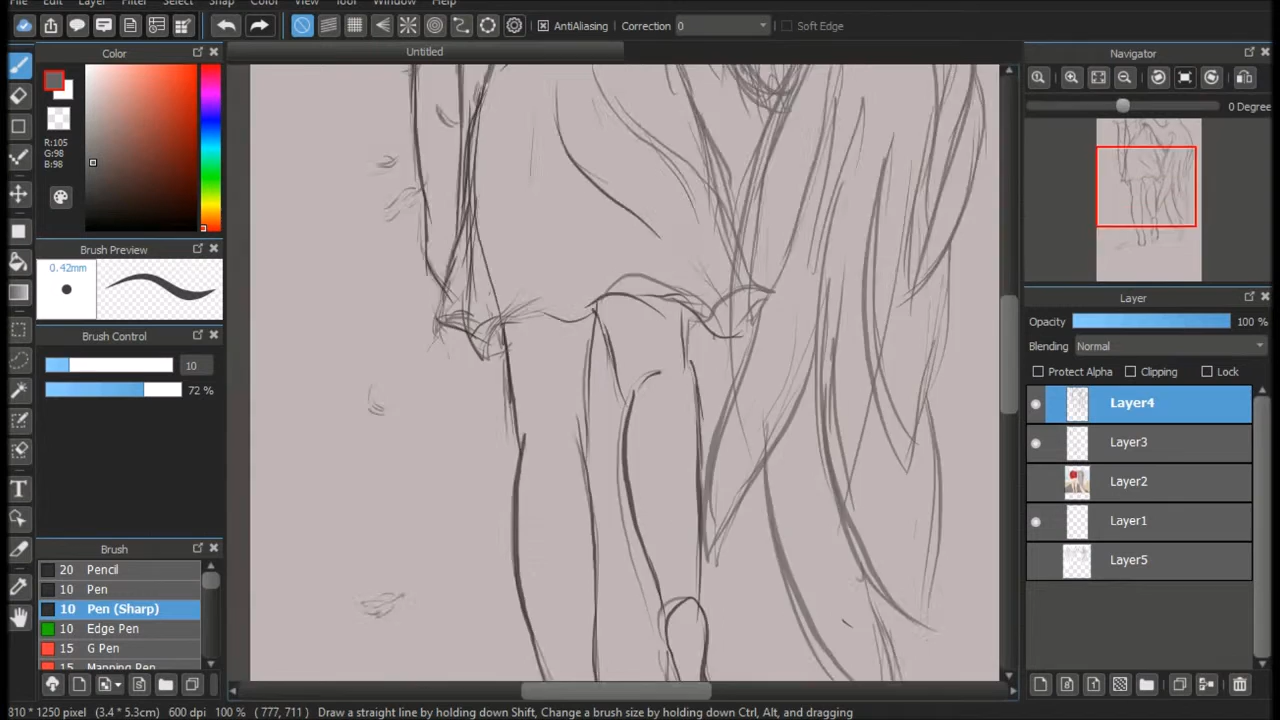 File Edit Layer Filter Select Snap Color View Tool Window Help
AntiAliasing Correction 0 Soft Edge
Color
Untitled
Navigator
R:105
G:98
B:98
0 Degree
Brush Preview
0.42mm
Brush Control
10
72 %
Layer
Opacity 100 %
Blending Normal
Protect Alpha Clipping Lock
Layer4
Layer3
Layer2
Layer1
Layer5
Brush
20 Pencil
10 Pen
10 Pen (Sharp)
10 Edge Pen
15 G Pen
15 Mapping Pen
810 * 1250 pixel (3.4 * 5.3cm) 600 dpi 100 % ( 777, 711 ) Draw a straight line by holding down Shift, Change a brush size by holding down Ctrl, Alt, and dragging